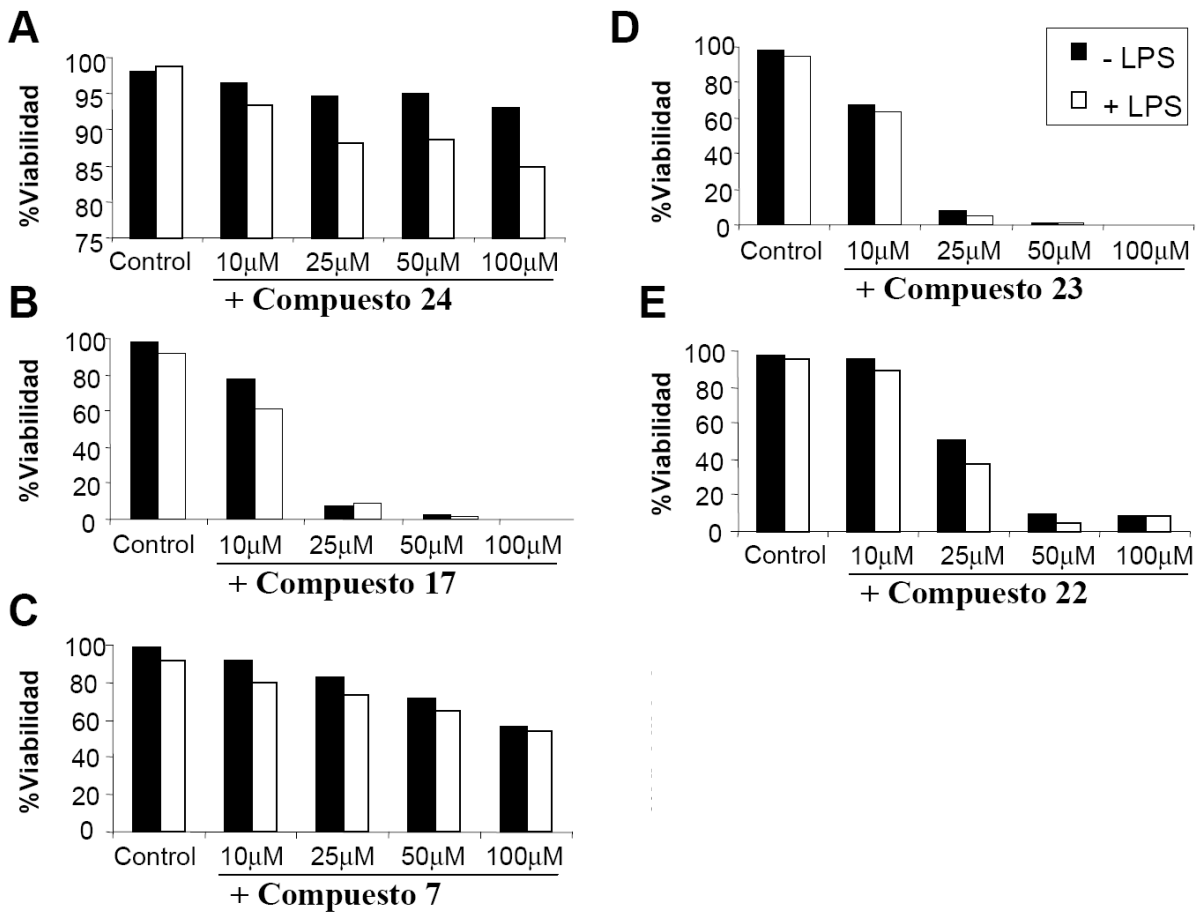 A
%Viabilidad
100
95
90
85
80
75
Control 10μM 25μM 50μM 100μM
+ Compuesto 24
B
%Viabilidad
100
80
60
40
20
0
Control 10μM 25μM 50μM 100μM
+ Compuesto 17
C
%Viabilidad
100
80
60
40
20
0
Control 10μM 25μM 50μM 100μM
+ Compuesto 7
D
%Viabilidad
100
80
60
40
20
0
Control 10μM 25μM 50μM 100μM
+ Compuesto 23
- LPS
+ LPS
E
%Viabilidad
100
80
60
40
20
0
Control 10μM 25μM 50μM 100μM
+ Compuesto 22